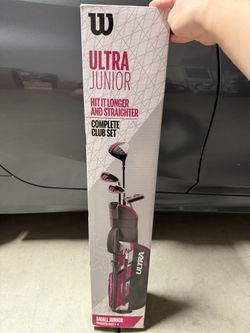 W
ULTRA
JUNIOR
HIT IT LONGER
AND STRAIGHTER
COMPLETE
CLUB SET
ULTRA
SMALL JUNIOR